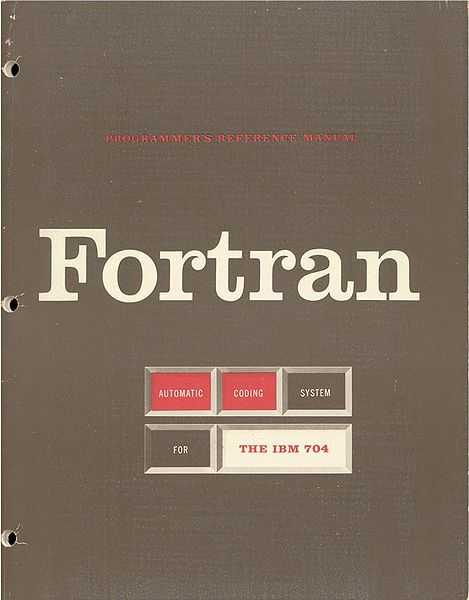 PROGRAMMER'S REFERENCE MANUAL
Fortran
AUTOMATIC CODING SYSTEM
FOR THE IBM 704